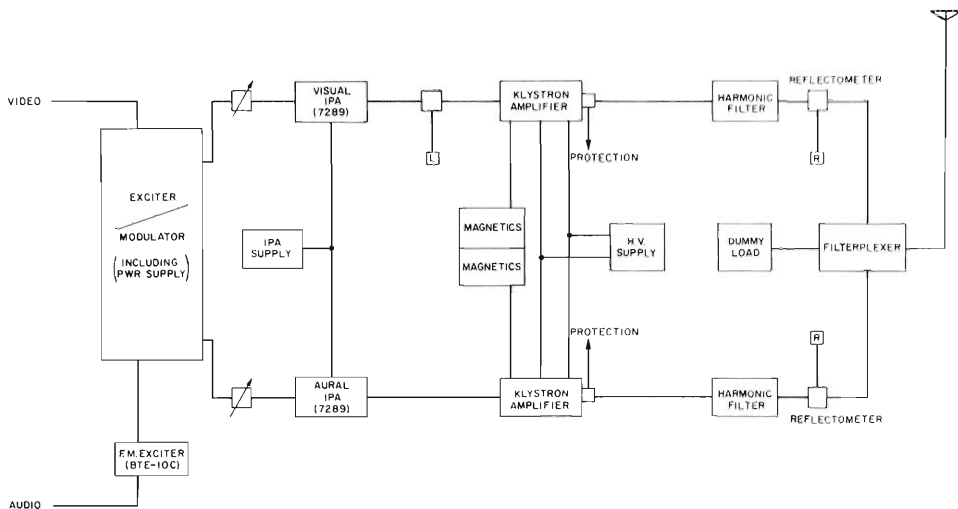 VIDEO
EXCITER
MODULATOR
(INCLUDING
PWR SUPPLY)
F.M. EXCITER
(BTE-10C)
AUDIO
VISUAL
IPA
(7289)
L
IPA
SUPPLY
AURAL
IPA
(7289)
KLYSTRON
AMPLIFIER
PROTECTION
MAGNETICS
MAGNETICS
H.V.
SUPPLY
PROTECTION
KLYSTRON
AMPLIFIER
HARMONIC
FILTER
REFLECTOMETER
R
DUMMY
LOAD
FILTERPLEXER
R
HARMONIC
FILTER
REFLECTOMETER